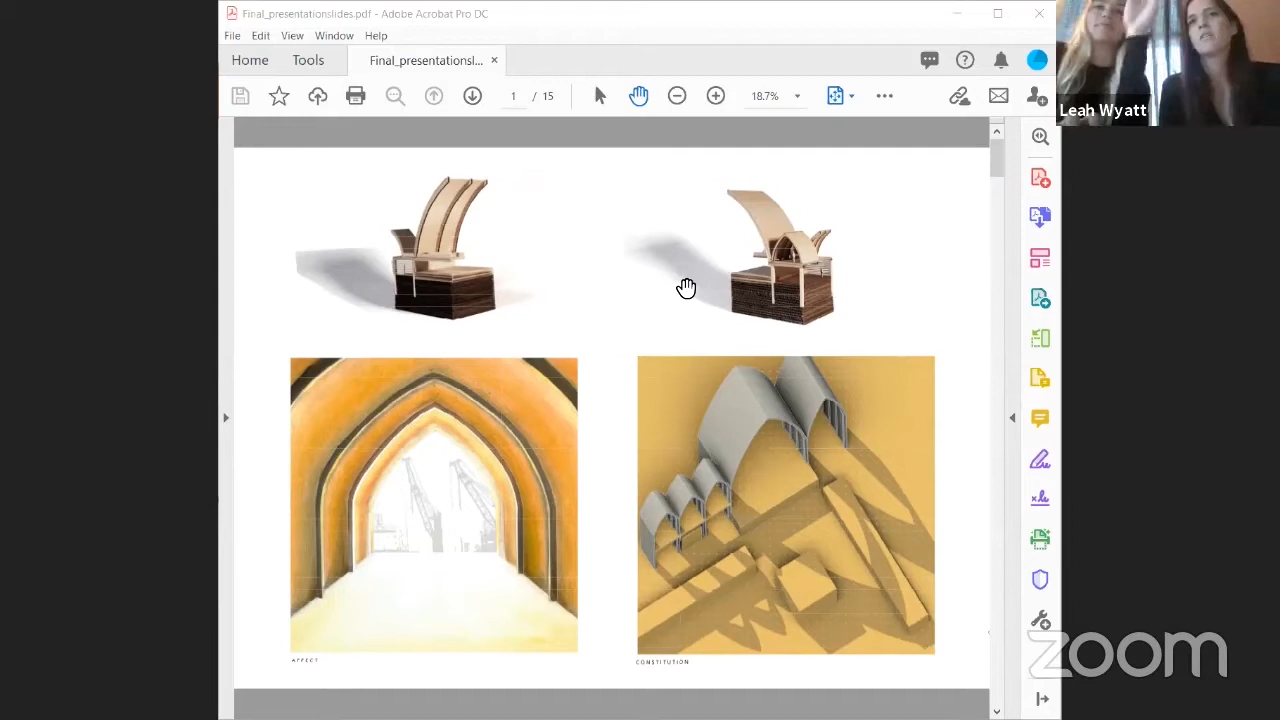 Final_presentationslides.pdf - Adobe Acrobat Pro DC
File Edit View Window Help
Home Tools Final_presentationsl... ×
1 / 15 18.7%
Leah Wyatt
AFFECT
CONSTITUTION
zoom